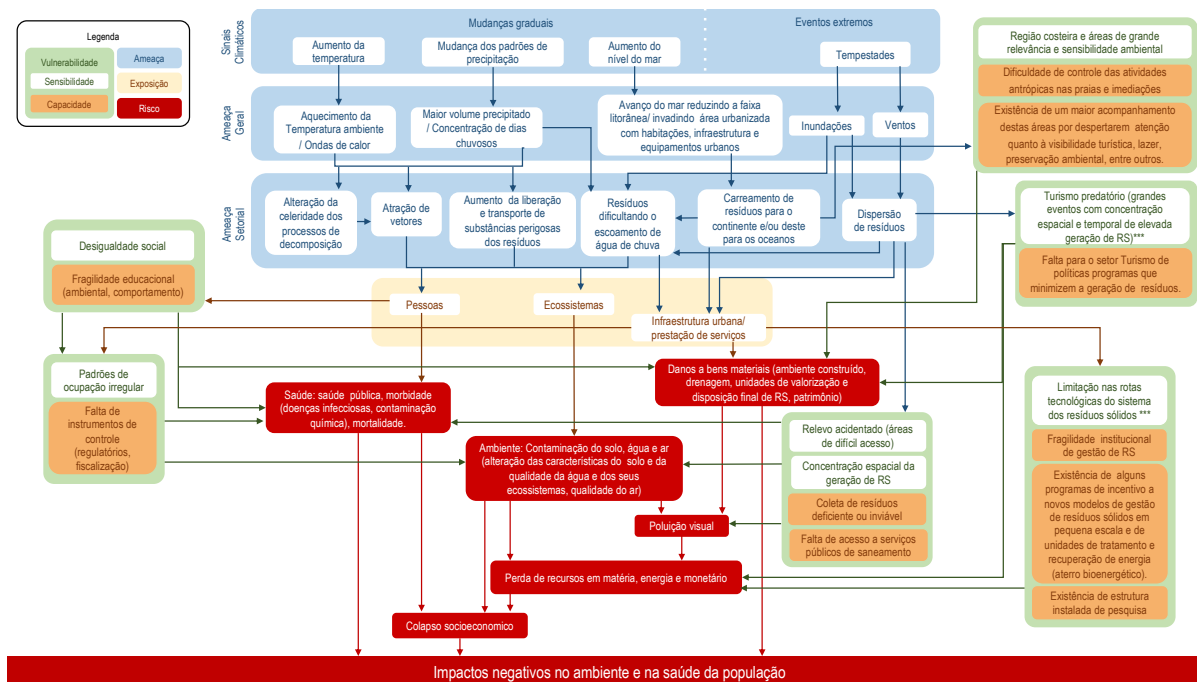 Legenda
Vulnerabilidade
Sensibilidade
Capacidade
Ameaça
Exposição
Risco
Sinais
Climáticos
Mudanças graduais
Eventos extremos
Aumento da
temperatura
Mudança dos padrões de
precipitação
Aumento do
nível do mar
Tempestades
Ameaça
Geral
Aquecimento da
Temperatura ambiente
/ Ondas de calor
Maior volume precipitado
/ Concentração de dias
chuvosos
Avanço do mar reduzindo a faixa
litorânea/ invadindo área urbanizada
com habitações, infraestrutura e
equipamentos urbanos
Inundações
Ventos
Ameaça
Setorial
Alteração da
celeridade dos
processos de
decomposição
Atração de
vetores
Aumento da liberação
e transporte de
substâncias perigosas
dos resíduos
Resíduos
dificultando o
escoamento de
água de chuva
Carreamento de
resíduos para o
continente e/ou deste
para os oceanos
Dispersão
de resíduos
Região costeira e áreas de grande
relevância e sensibilidade ambiental
Dificuldade de controle das atividades
antrópicas nas praias e imediações
Existência de um maior acompanhamento
destas áreas por despertarem atenção
quanto à visibilidade turística, lazer,
preservação ambiental, entre outros.
Turismo predatório (grandes
eventos com concentração
espacial e temporal de elevada
geração de RS)***
Falta para o setor Turismo de
políticas programas que
minimizem a geração de resíduos.
Desigualdade social
Fragilidade educacional
(ambiental, comportamento)
Pessoas
Ecossistemas
Infraestrutura urbana/
prestação de serviços
Padrões de
ocupação irregular
Falta de
instrumentos de
controle
(regulatórios,
fiscalização)
Saúde: saúde pública, morbidade
(doenças infecciosas, contaminação
química), mortalidade.
Danos a bens materiais (ambiente construído,
drenagem, unidades de valorização e
disposição final de RS, patrimônio)
Ambiente: Contaminação do solo, água e ar
(alteração das características do solo e da
qualidade da água e dos seus
ecossistemas, qualidade do ar)
Relevo acidentado (áreas
de difícil acesso)
Concentração espacial da
geração de RS
Coleta de resíduos
deficiente ou inviável
Falta de acesso a serviços
públicos de saneamento
Limitação nas rotas
tecnológicas do sistema
dos resíduos sólidos ***
Fragilidade institucional
de gestão de RS
Existência de alguns
programas de incentivo a
novos modelos de gestão
de resíduos sólidos em
pequena escala e de
unidades de tratamento e
recuperação de energia
(aterro bioenergético).
Existência de estrutura
instalada de pesquisa
Poluição visual
Perda de recursos em matéria, energia e monetário
Colapso socioeconomico
Impactos negativos no ambiente e na saúde da população